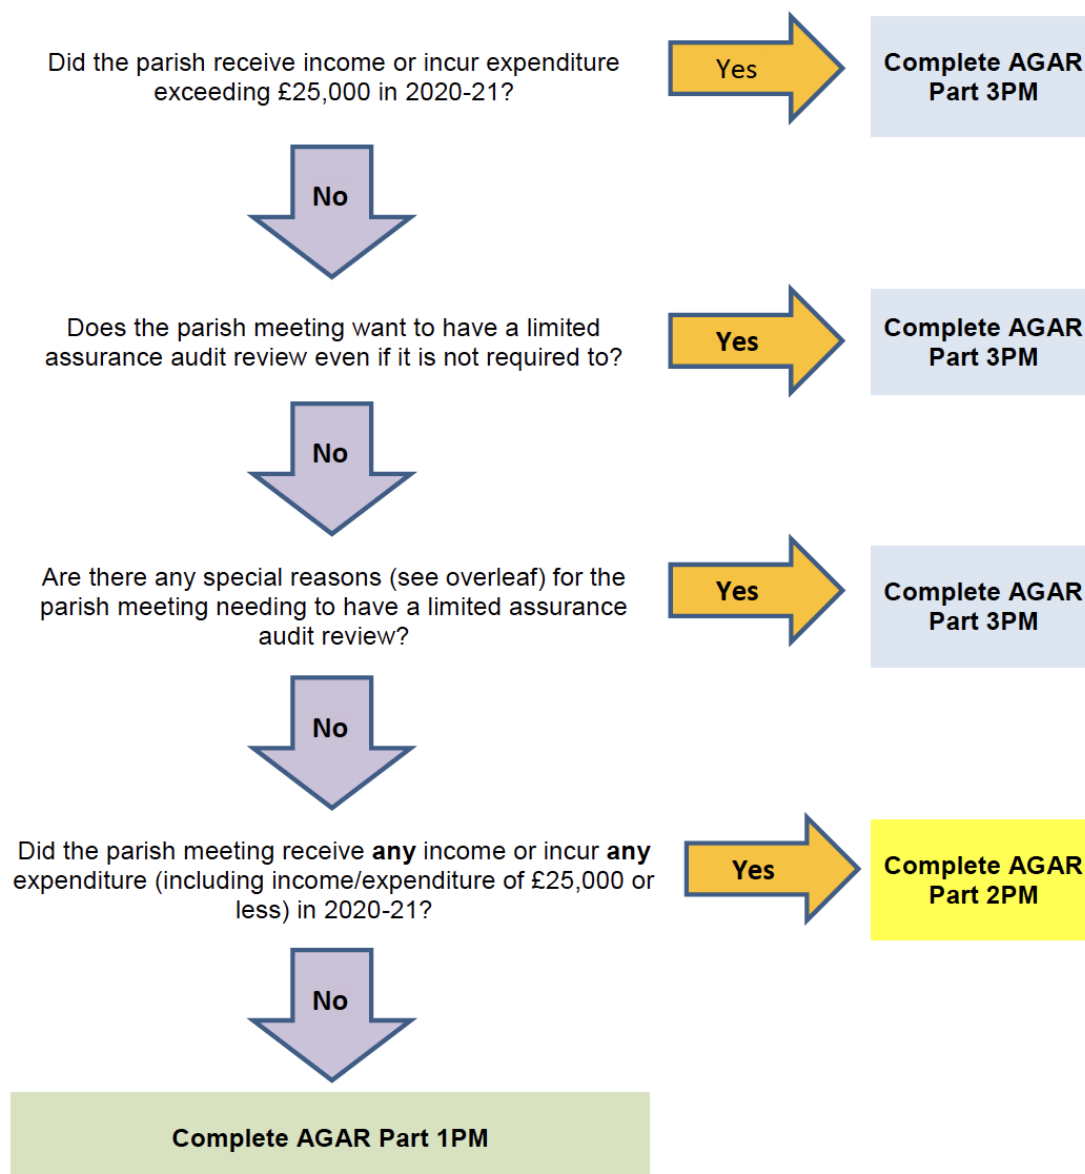 Did the parish receive income or incur expenditure
exceeding £25,000 in 2020-21?
Yes
Complete AGAR
Part 3PM
No
Does the parish meeting want to have a limited
assurance audit review even if it is not required to?
Yes
Complete AGAR
Part 3PM
No
Are there any special reasons (see overleaf) for the
parish meeting needing to have a limited assurance
audit review?
Yes
Complete AGAR
Part 3PM
No
Did the parish meeting receive any income or incur any
expenditure (including income/expenditure of £25,000 or
less) in 2020-21?
Yes
Complete AGAR
Part 2PM
No
Complete AGAR Part 1PM